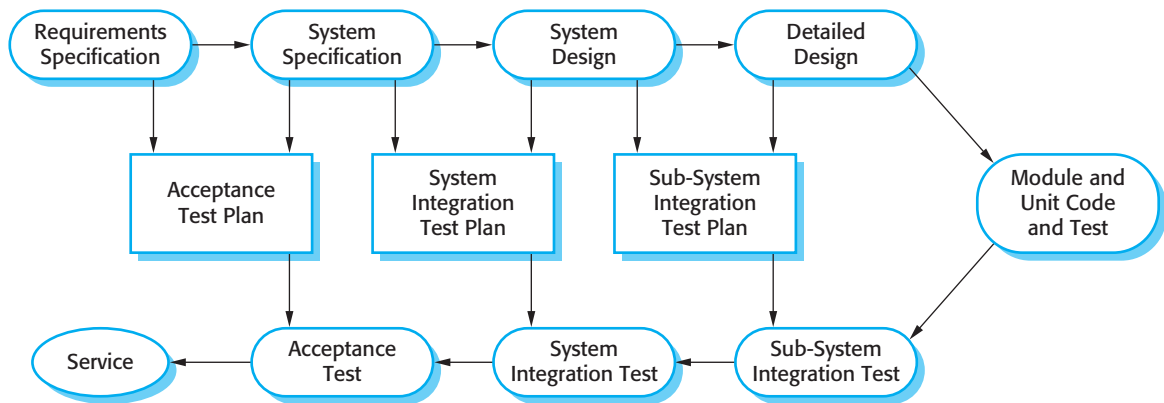 Requirements
Specification
System
Specification
System
Design
Detailed
Design
Acceptance
Test Plan
System
Integration
Test Plan
Sub-System
Integration
Test Plan
Module and
Unit Code
and Test
Service
Acceptance
Test
System
Integration Test
Sub-System
Integration Test